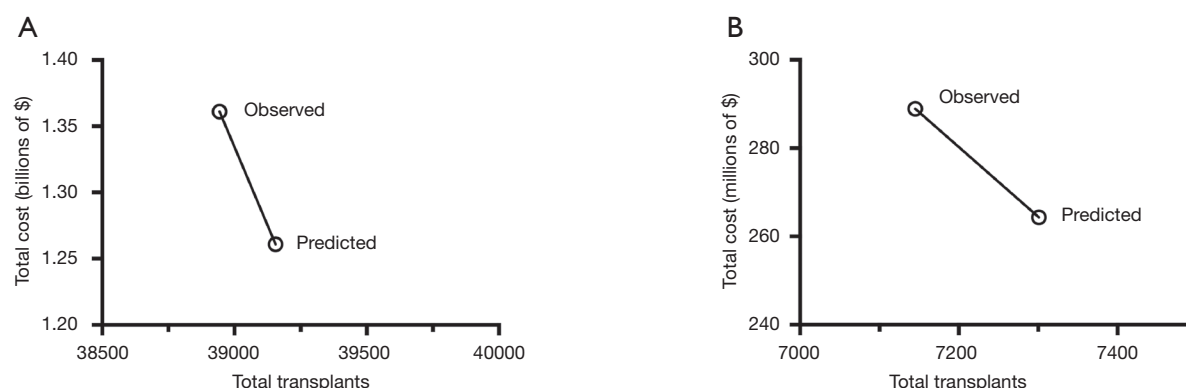 A
Total cost (billions of $)
1.40
1.35
1.30
1.25
1.20
Observed
Predicted
38500 39000 39500 40000
Total transplants
B
Total cost (millions of $)
300
280
260
240
Observed
Predicted
7000 7200 7400
Total transplants